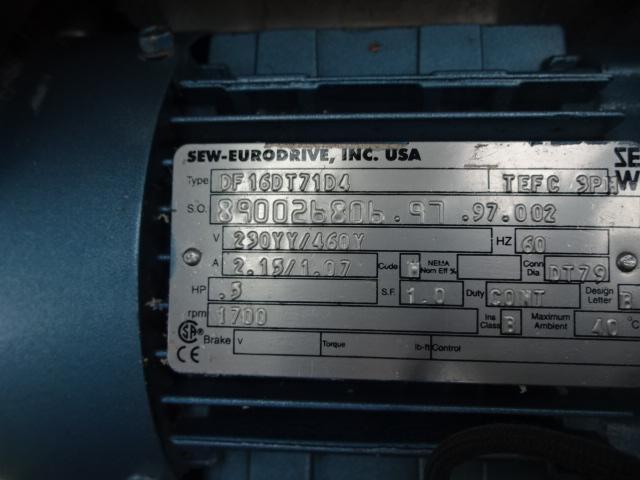 SEW-EURODRIVE, INC. USA SE
Type DF16DT71D4 TEFC 3PH W
S.O. 890026806.97 .97.002
V 230YY/460Y HZ 60
A 2.15/1.07 Code H NEMA Nom Eff % Conn Dia DT79
HP .5 S.F. 1.0 Duty CONT Design Letter B
rpm 1700 Ins Class B Maximum Ambient 40 °C
Brake V Torque lb-ft Control